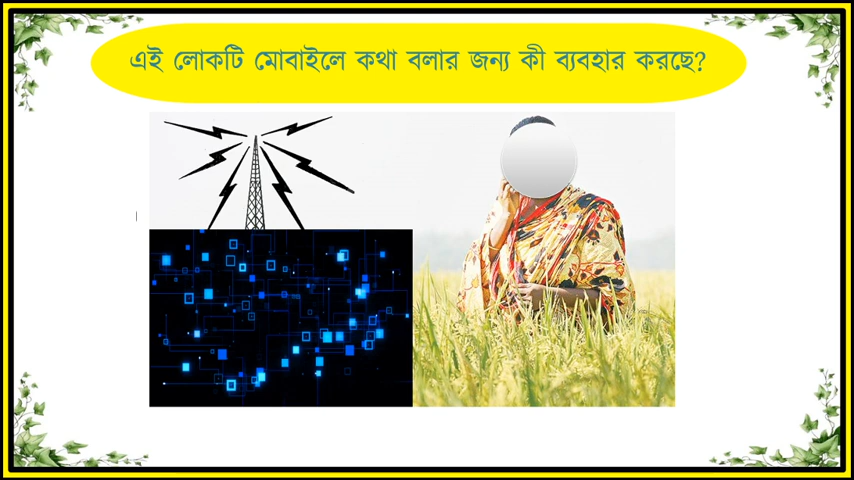 এই লোকটি মোবাইলে কথা বলার জন্য কী ব্যবহার করছে?